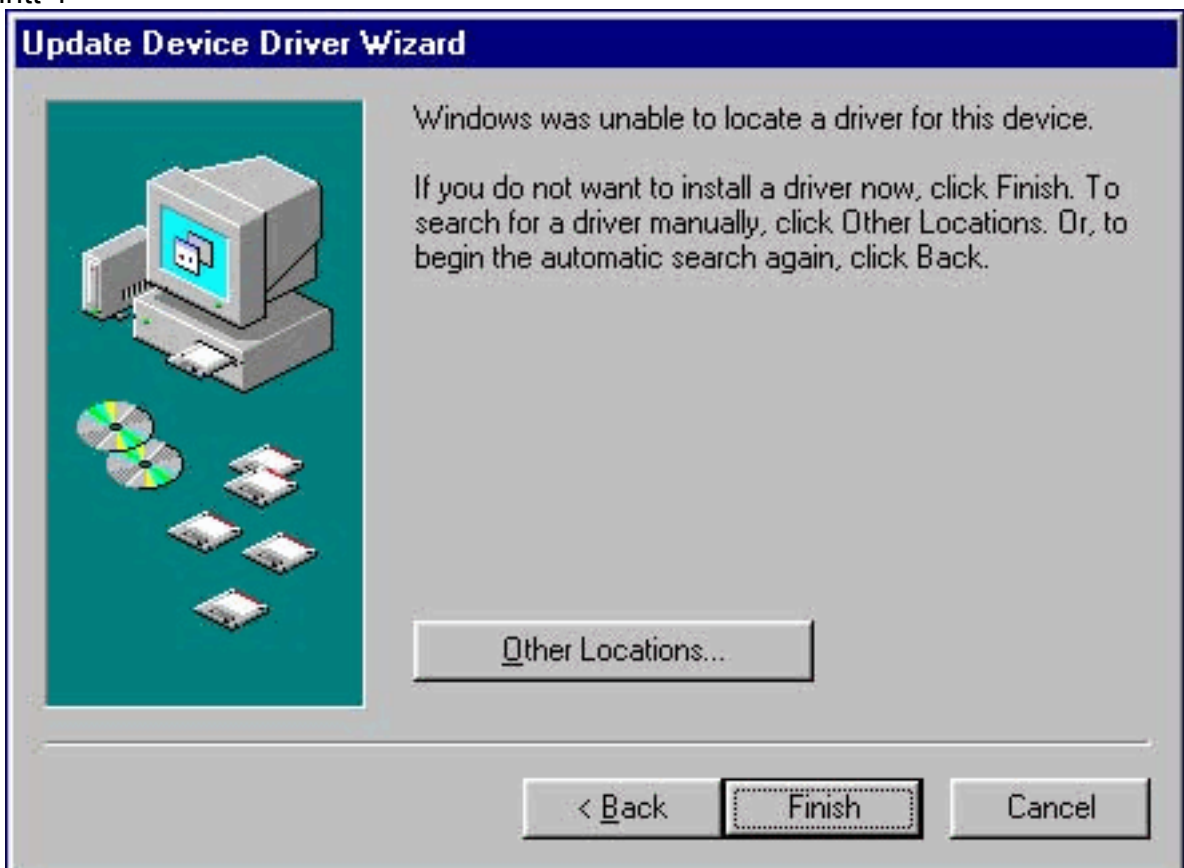 Update Device Driver Wizard
Windows was unable to locate a driver for this device.
If you do not want to install a driver now, click Finish. To
search for a driver manually, click Other Locations. Or, to
begin the automatic search again, click Back.
Other Locations...
< Back
Finish
Cancel